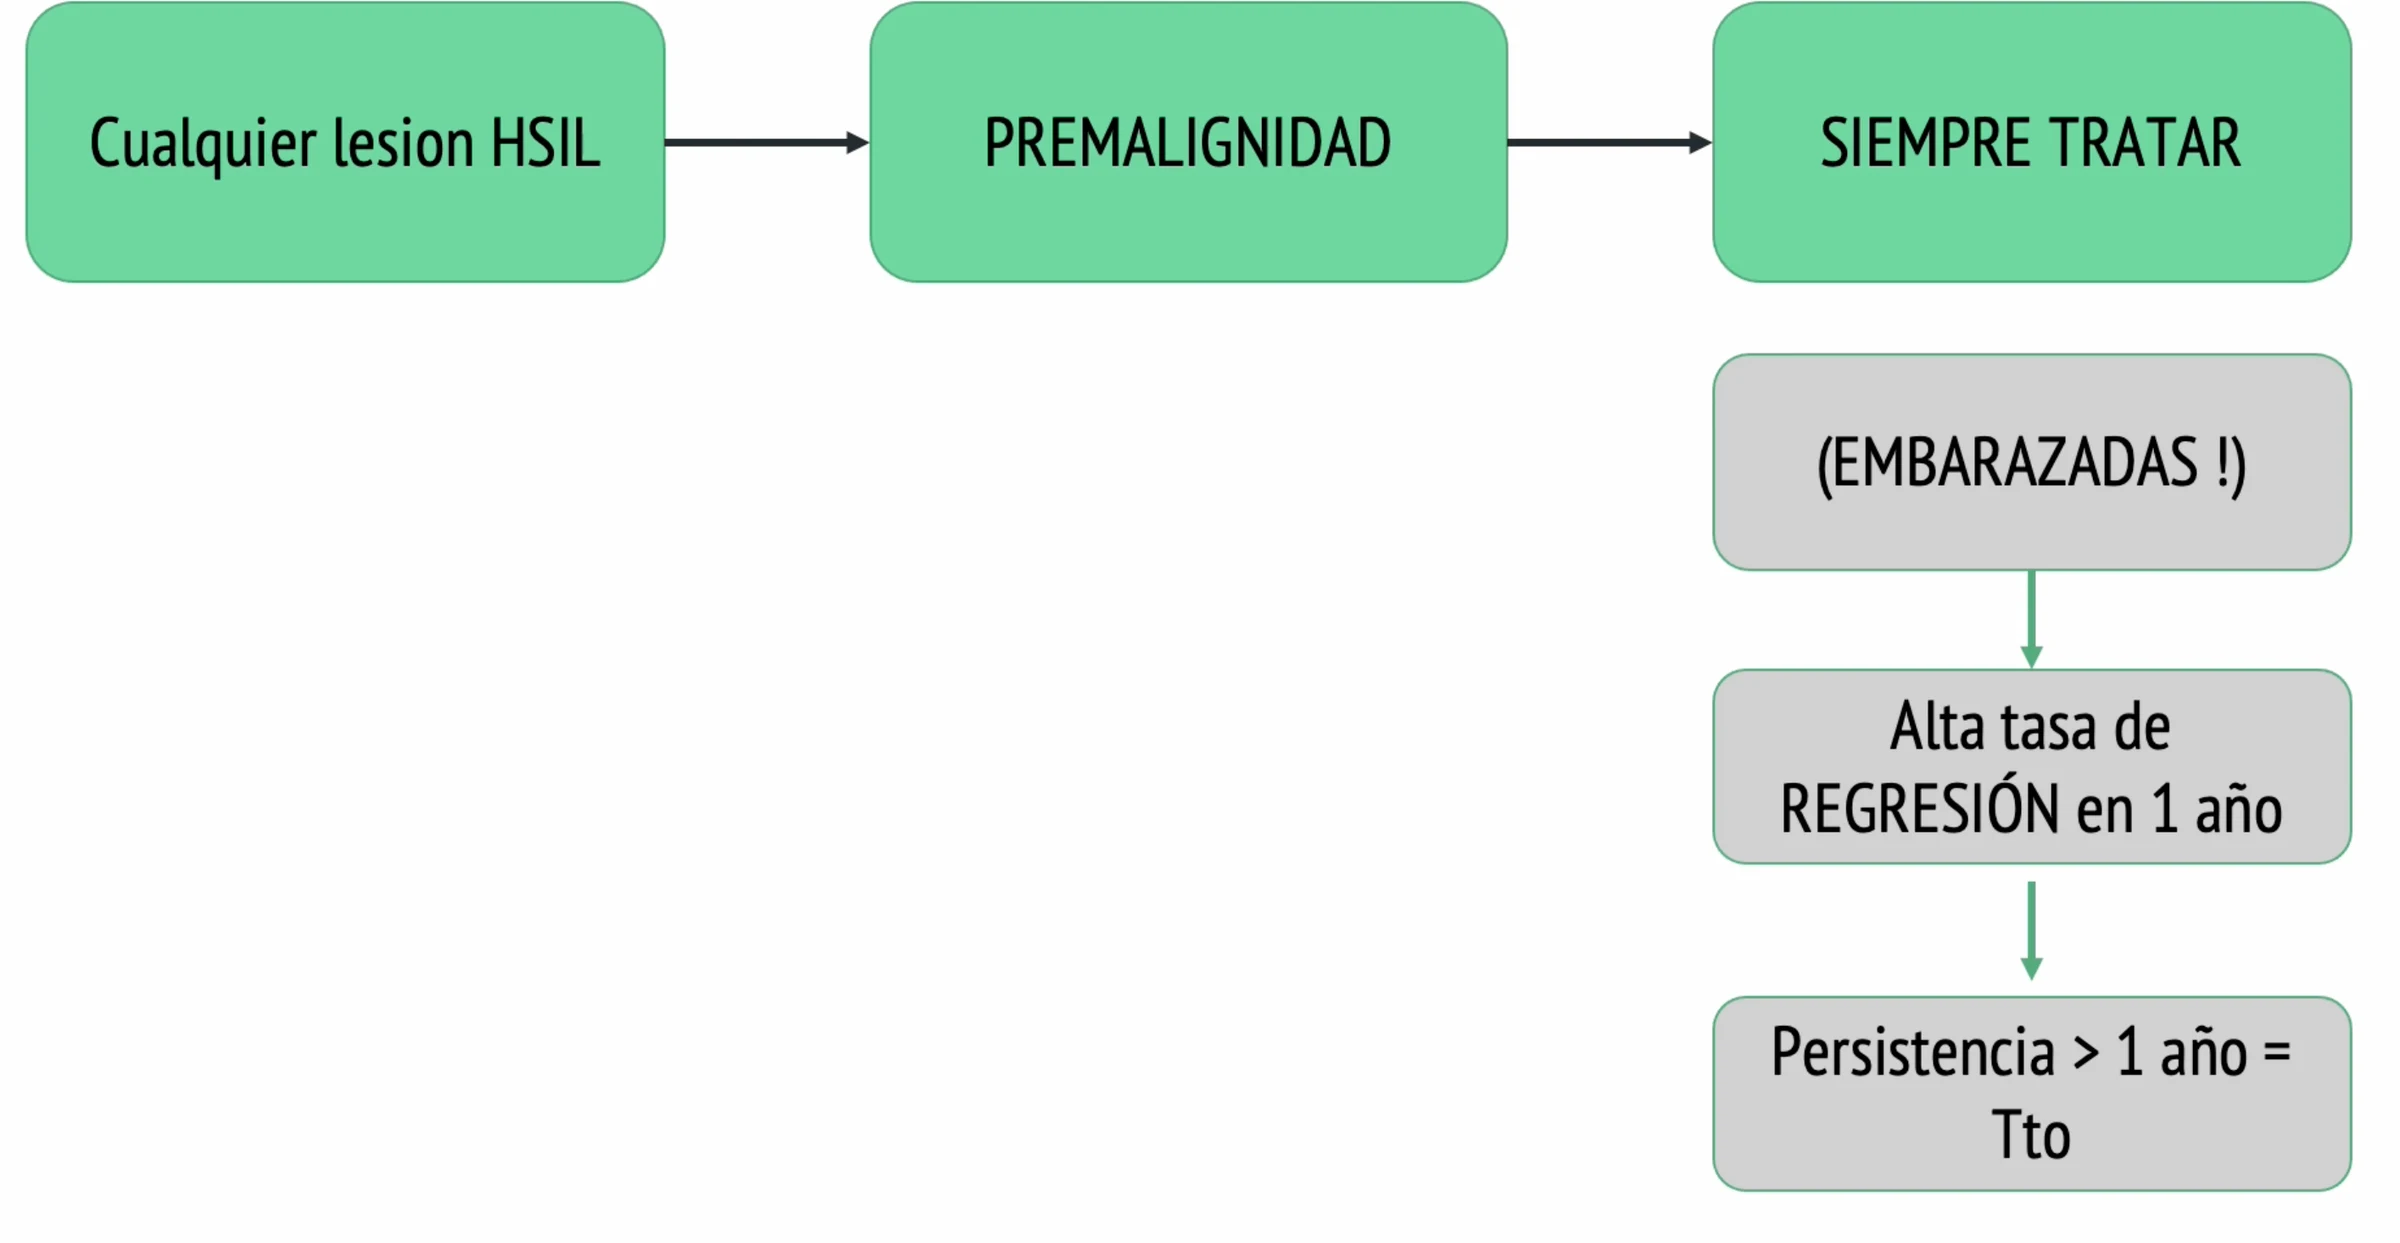 Cualquier lesion HSIL
PREMALIGNIDAD
SIEMPRE TRATAR
(EMBARAZADAS !)
Alta tasa de
REGRESIÓN en 1 año
Persistencia > 1 año =
Tto